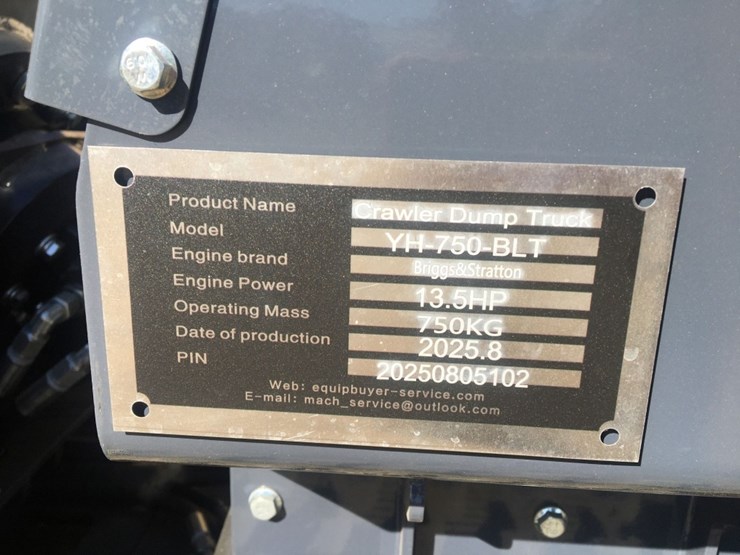 Product Name Crawler Dump Truck
Model YH-750-BLT
Engine brand Briggs&Stratton
Engine Power 13.5HP
Operating Mass 750KG
Date of production 2025.8
PIN 20250805102
Web: equipbuyer-service.com
E-mail: mach_service@outlook.com